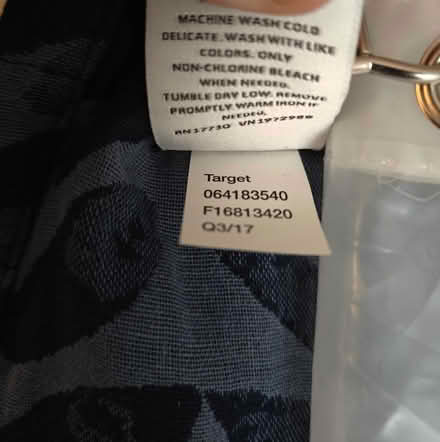 MACHINE WASH COLD
DELICATE. WASH WITH LIKE
COLORS. ONLY
NON-CHLORINE BLEACH
WHEN NEEDED.
TUMBLE DRY LOW. REMOVE
PROMPTLY. WARM IRON IF
NEEDED.
RN17730 VN1972986
Target
064183540
F16813420
Q3/17